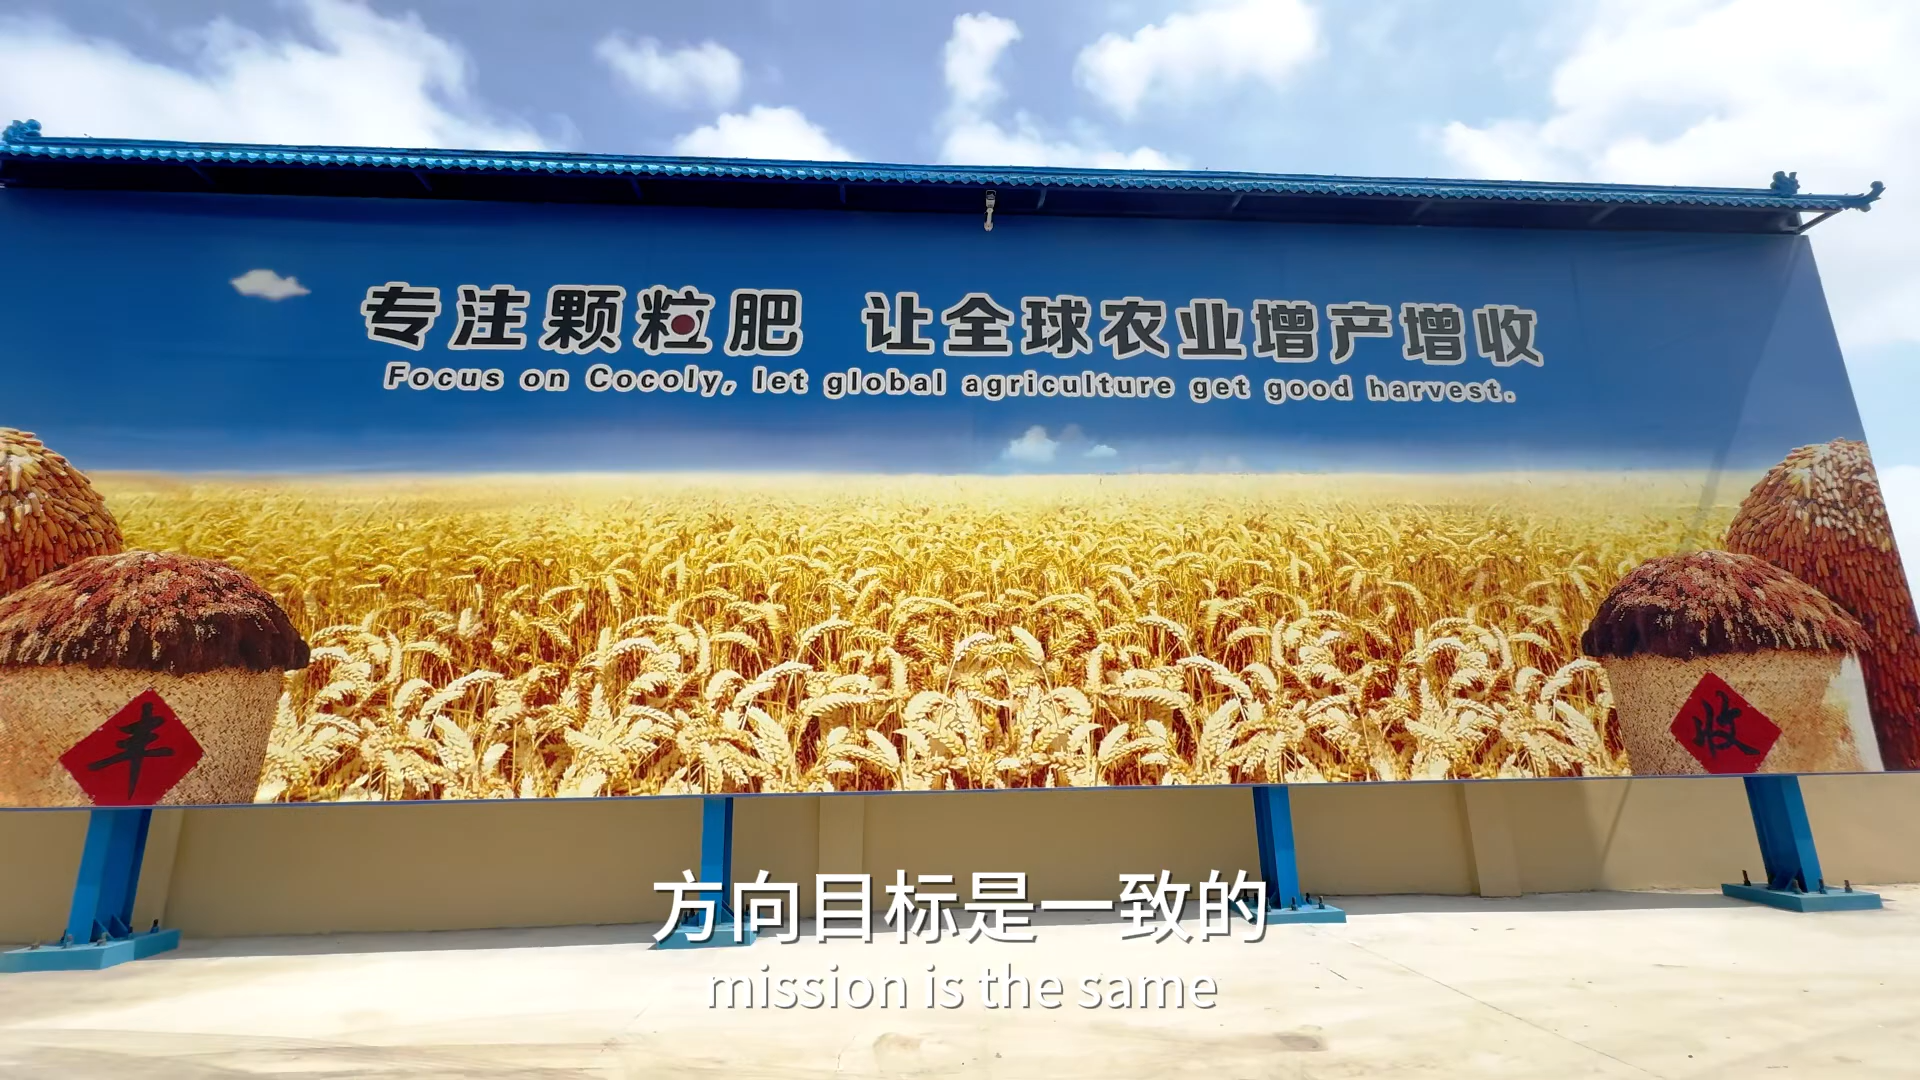 专注颗粒肥 让全球农业增产增收
Focus on Cocoly, let global agriculture get good harvest.
丰
收
方向目标是一致的
mission is the same